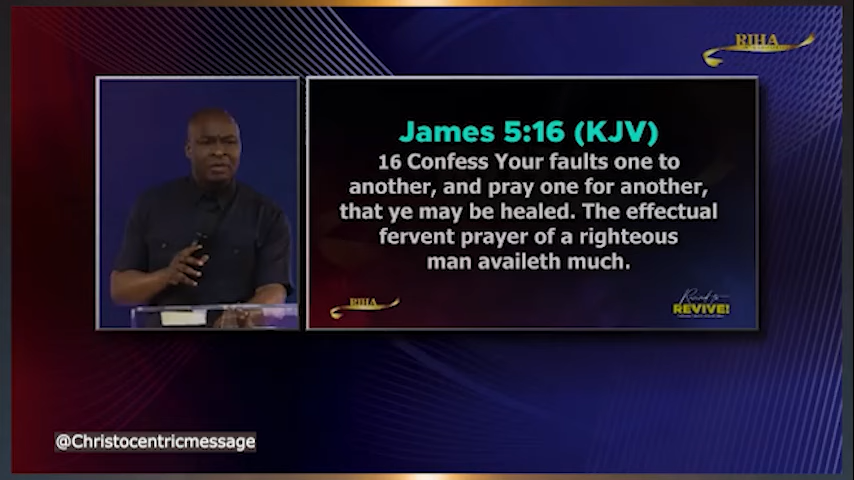 RIHA
James 5:16 (KJV)
16 Confess Your faults one to
another, and pray one for another,
that ye may be healed. The effectual
fervent prayer of a righteous
man availeth much.
RIHA
REVIVE!
@Christocentricmessage